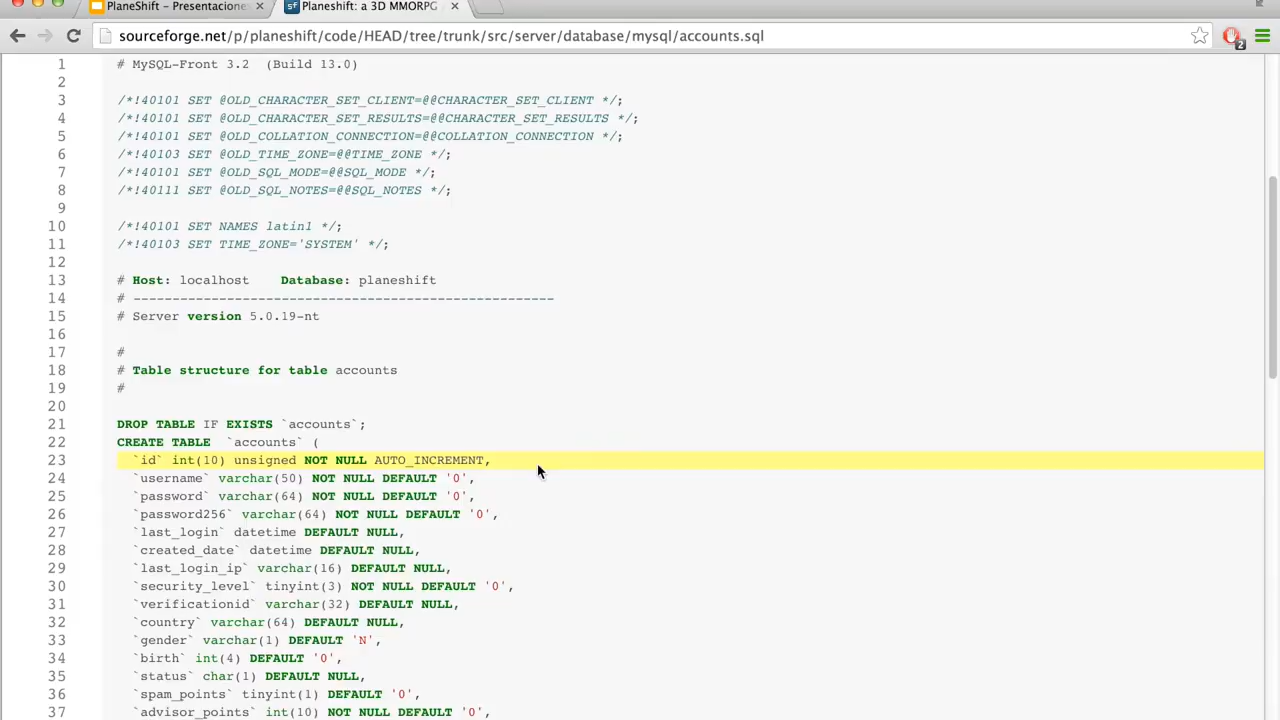 PlaneShift – Presentaciones
Planeshift: a 3D MMORPG
sourceforge.net/p/planeshift/code/HEAD/tree/trunk/src/server/database/mysql/accounts.sql
2
1 # MySQL-Front 3.2 (Build 13.0)
2
3 /*!40101 SET @OLD_CHARACTER_SET_CLIENT=@@CHARACTER_SET_CLIENT */;
4 /*!40101 SET @OLD_CHARACTER_SET_RESULTS=@@CHARACTER_SET_RESULTS */;
5 /*!40101 SET @OLD_COLLATION_CONNECTION=@@COLLATION_CONNECTION */;
6 /*!40103 SET @OLD_TIME_ZONE=@@TIME_ZONE */;
7 /*!40101 SET @OLD_SQL_MODE=@@SQL_MODE */;
8 /*!40111 SET @OLD_SQL_NOTES=@@SQL_NOTES */;
9
10 /*!40101 SET NAMES latin1 */;
11 /*!40103 SET TIME_ZONE='SYSTEM' */;
12
13 # Host: localhost    Database: planeshift
14 # ------------------------------------------------------
15 # Server version 5.0.19-nt
16
17 #
18 # Table structure for table accounts
19 #
20
21 DROP TABLE IF EXISTS `accounts`;
22 CREATE TABLE  `accounts` (
23 `id` int(10) unsigned NOT NULL AUTO_INCREMENT,
24 `username` varchar(50) NOT NULL DEFAULT '0',
25 `password` varchar(64) NOT NULL DEFAULT '0',
26 `password256` varchar(64) NOT NULL DEFAULT '0',
27 `last_login` datetime DEFAULT NULL,
28 `created_date` datetime DEFAULT NULL,
29 `last_login_ip` varchar(16) DEFAULT NULL,
30 `security_level` tinyint(3) NOT NULL DEFAULT '0',
31 `verificationid` varchar(32) DEFAULT NULL,
32 `country` varchar(64) DEFAULT NULL,
33 `gender` varchar(1) DEFAULT 'N',
34 `birth` int(4) DEFAULT '0',
35 `status` char(1) DEFAULT NULL,
36 `spam_points` tinyint(1) DEFAULT '0',
37 `advisor_points` int(10) NOT NULL DEFAULT '0',